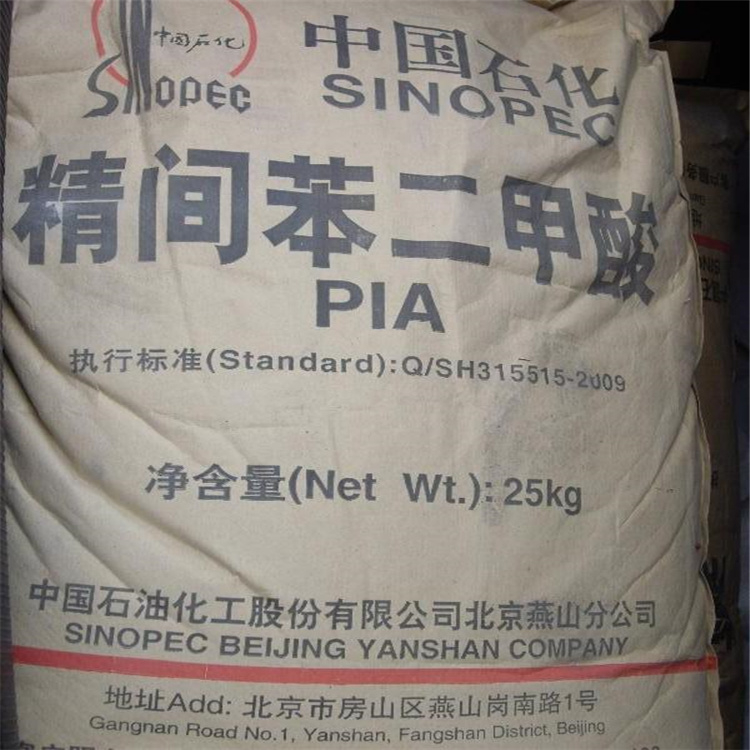 中国石化
SINOPEC
中国石化
SINOPEC
精间苯二甲酸
PIA
执行标准(Standard):Q/SH315515-2009
净含量(Net Wt.): 25kg
中国石油化工股份有限公司北京燕山分公司
SINOPEC BEIJING YANSHAN COMPANY
地址Add: 北京市房山区燕山岗南路1号
Gangnan Road No.1, Yanshan, Fangshan District, Beijing